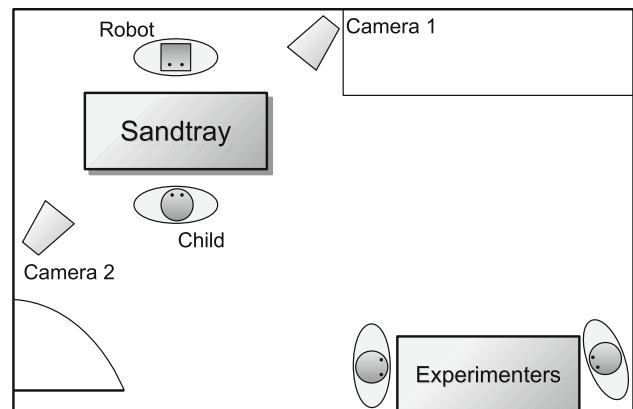 Robot
Camera 1
Sandtray
Child
Camera 2
Experimenters